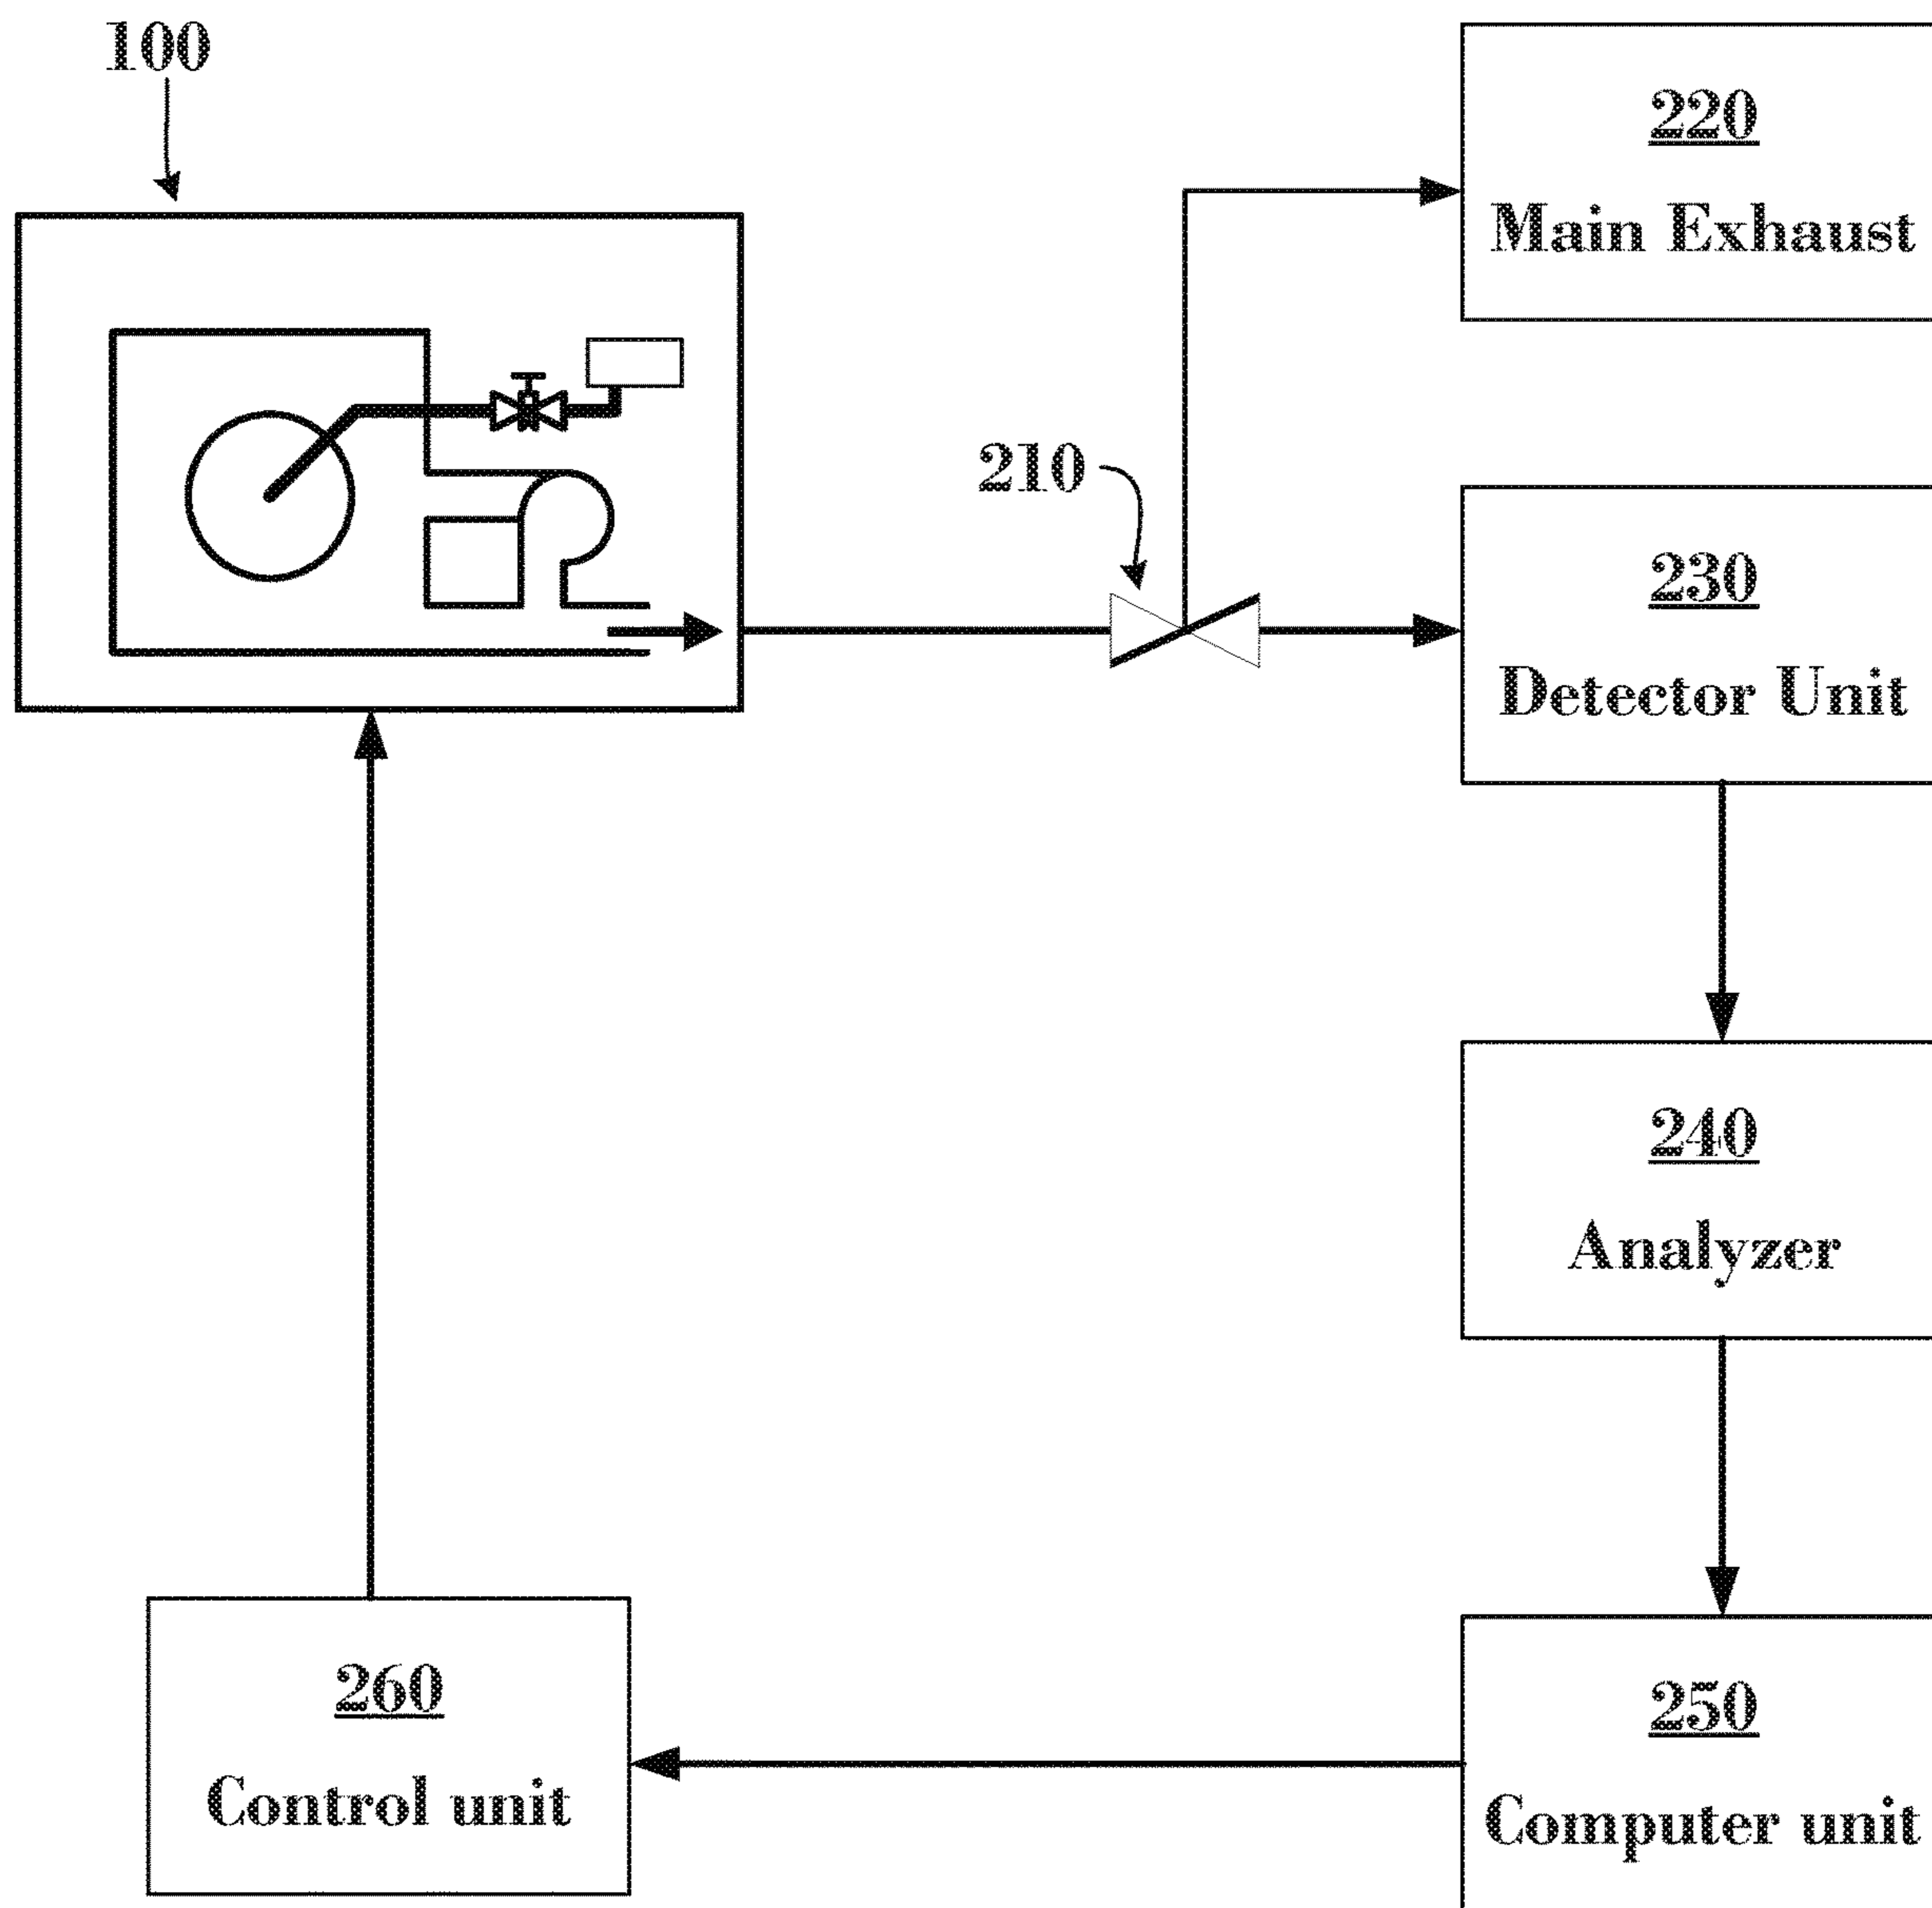 100
220
Main Exhaust
210
230
Detector Unit
240
Analyzer
260
Control unit
250
Computer unit